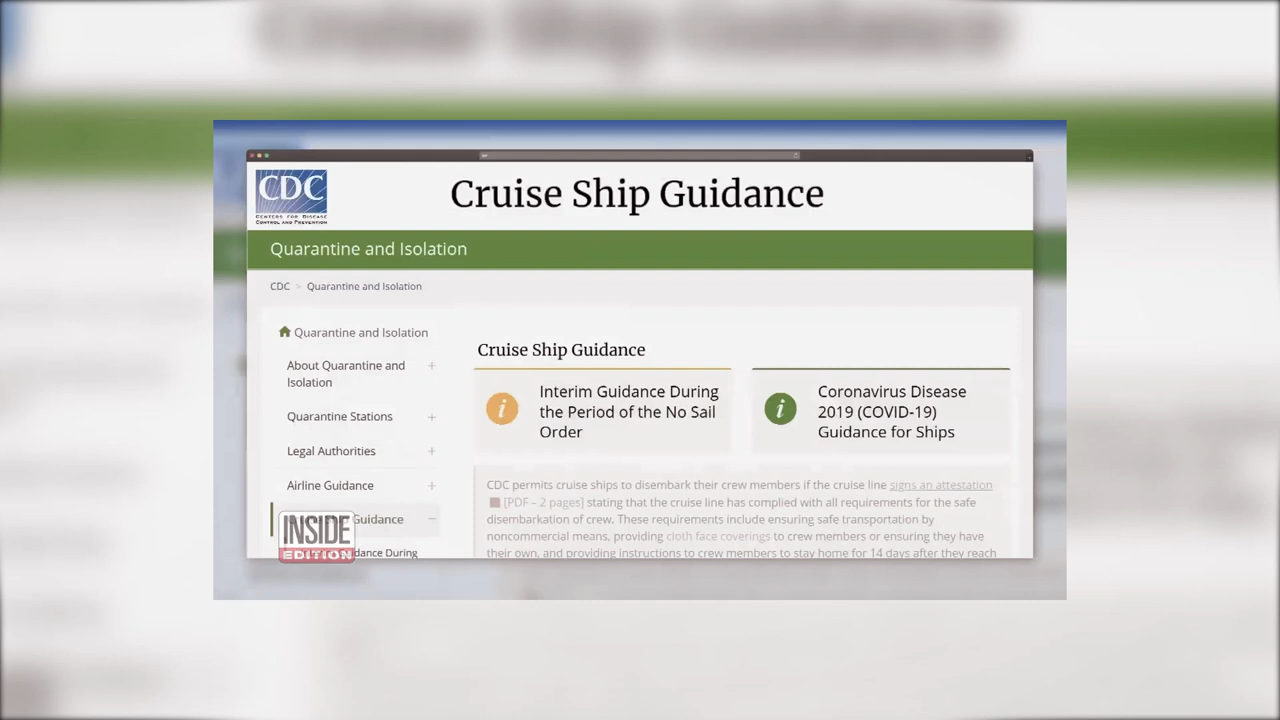 CDC
CENTERS FOR DISEASE
CONTROL AND PREVENTION
Cruise Ship Guidance
Quarantine and Isolation
CDC > Quarantine and Isolation
Quarantine and Isolation
About Quarantine and +
Isolation
Quarantine Stations +
Legal Authorities +
Airline Guidance +
Guidance −
INSIDE
EDITION
dance During
Cruise Ship Guidance
i Interim Guidance During
the Period of the No Sail
Order
i Coronavirus Disease
2019 (COVID-19)
Guidance for Ships
CDC permits cruise ships to disembark their crew members if the cruise line signs an attestation
[PDF – 2 pages] stating that the cruise line has complied with all requirements for the safe
disembarkation of crew. These requirements include ensuring safe transportation by
noncommercial means, providing cloth face coverings to crew members or ensuring they have
their own, and providing instructions to crew members to stay home for 14 days after they reach